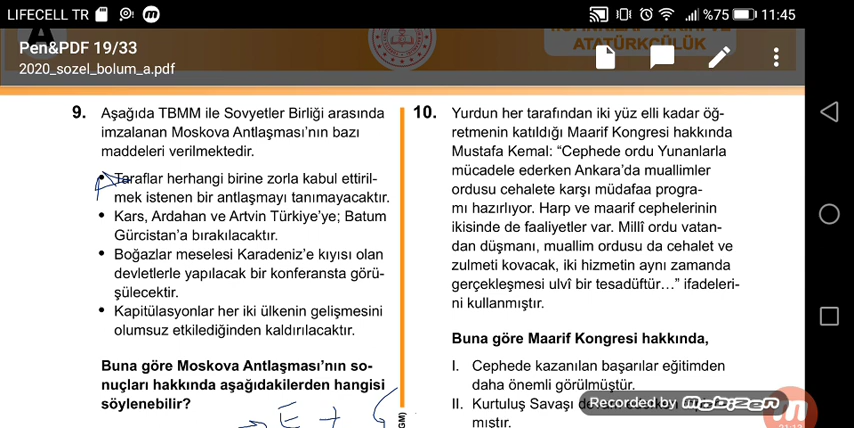 LIFECELL TR
%75 11:45
Pen&PDF 19/33
2020_sozel_bolum_a.pdf
ATATÜRKÇÜLÜK
9. Aşağıda TBMM ile Sovyetler Birliği arasında
imzalanan Moskova Antlaşması'nın bazı
maddeleri verilmektedir.
• Taraflar herhangi birine zorla kabul ettiril-
mek istenen bir antlaşmayı tanımayacaktır.
• Kars, Ardahan ve Artvin Türkiye'ye; Batum
Gürcistan'a bırakılacaktır.
• Boğazlar meselesi Karadeniz'e kıyısı olan
devletlerle yapılacak bir konferansta görü-
şülecektir.
• Kapitülasyonlar her iki ülkenin gelişmesini
olumsuz etkilediğinden kaldırılacaktır.
Buna göre Moskova Antlaşması'nın so-
nuçları hakkında aşağıdakilerden hangisi
söylenebilir?
10. Yurdun her tarafından iki yüz elli kadar öğ-
retmenin katıldığı Maarif Kongresi hakkında
Mustafa Kemal: “Cephede ordu Yunanlarla
mücadele ederken Ankara'da muallimler
ordusu cehalete karşı müdafaa progra-
mı hazırlıyor. Harp ve maarif cephelerinin
ikisinde de faaliyetler var. Millî ordu vatan-
dan düşmanı, muallim ordusu da cehalet ve
zulmeti kovacak, iki hizmetin aynı zamanda
gerçekleşmesi ulvî bir tesadüftür...” ifadeleri-
ni kullanmıştır.
Buna göre Maarif Kongresi hakkında,
I. Cephede kazanılan başarılar eğitimden
daha önemli görülmüştür.
II. Kurtuluş Savaşı
mıştır.
Recorded by Mobizen
21:12